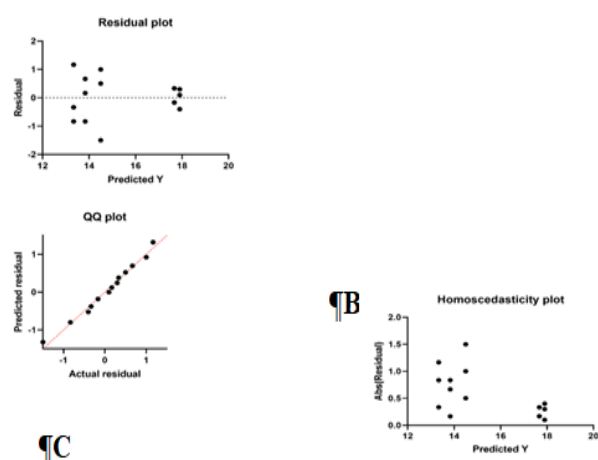 Residual plot
2
1
0
-1
-2
Residual
12 14 16 18 20
Predicted Y
QQ plot
1
0
-1
Predicted residual
-1 0 1
Actual residual
¶B
Homoscedasticity plot
2.0
1.5
1.0
0.5
0.0
Abs(Residual)
12 14 16 18 20
Predicted Y
¶C